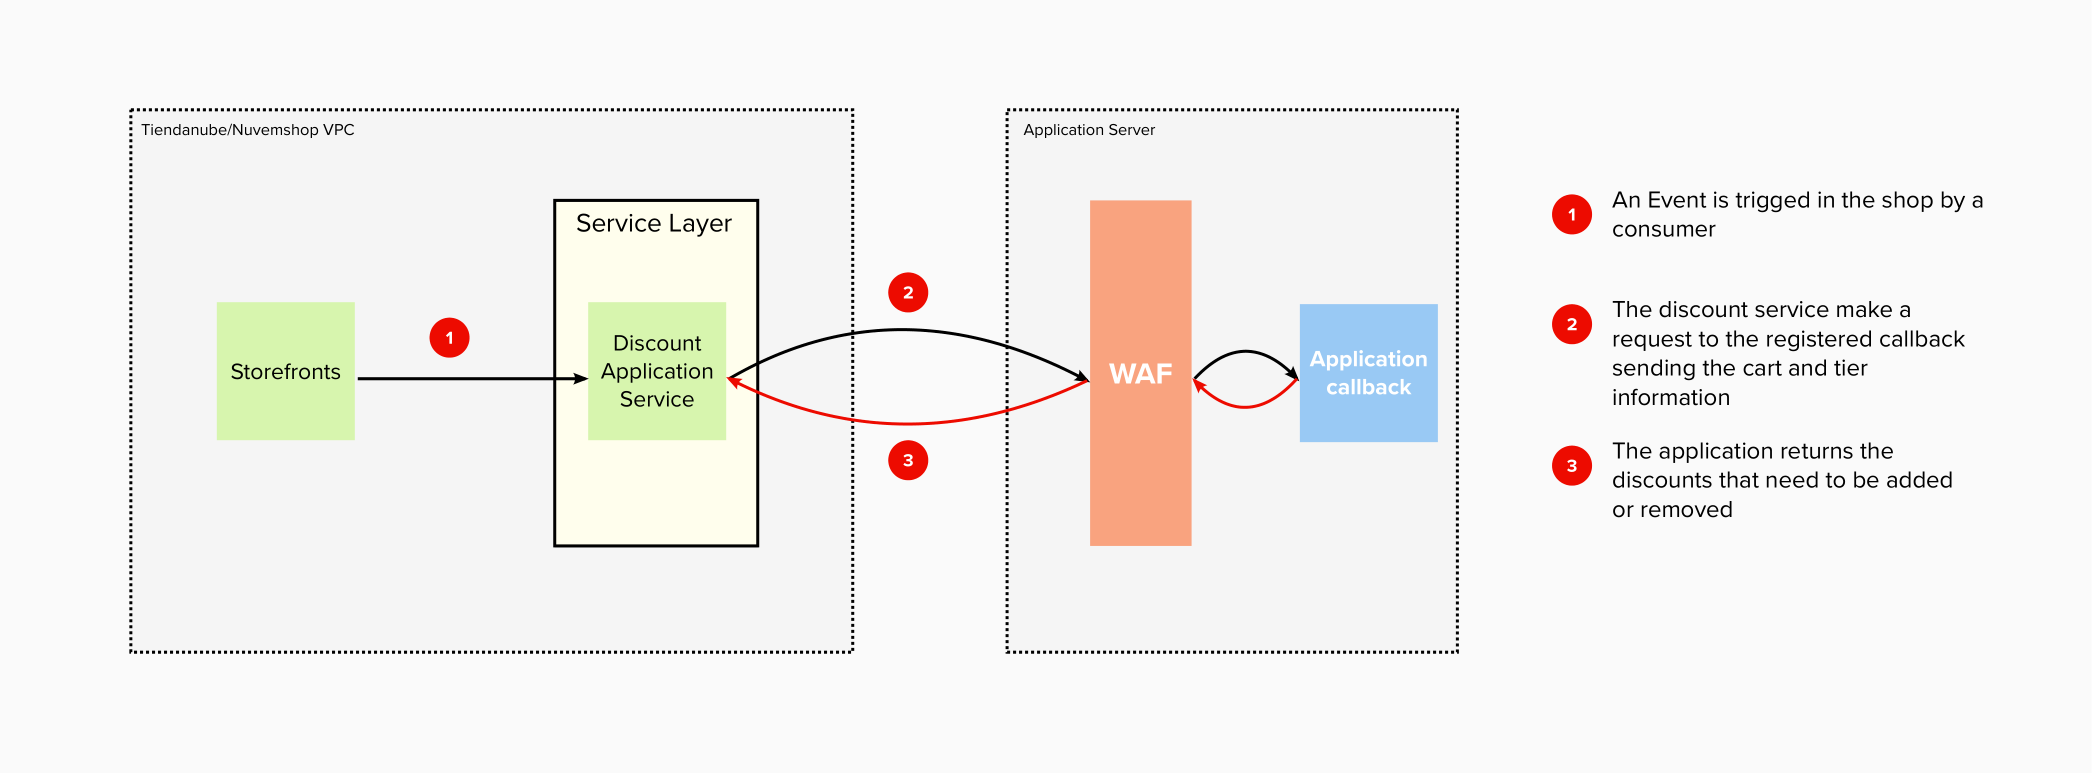 Tiendanube/Nuvemshop VPC
Service Layer
Storefronts
1
Discount
Application
Service
2
3
Application Server
WAF
Application
callback
1
An Event is trigged in the shop by a
consumer
2
The discount service make a
request to the registered callback
sending the cart and tier
information
3
The application returns the
discounts that need to be added
or removed